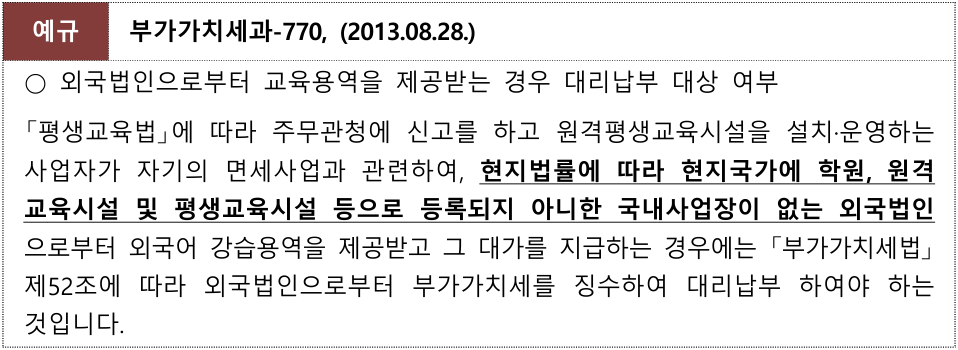 예규 부가가치세과-770, (2013.08.28.)
○ 외국법인으로부터 교육용역을 제공받는 경우 대리납부 대상 여부
「평생교육법」에 따라 주무관청에 신고를 하고 원격평생교육시설을 설치·운영하는
사업자가 자기의 면세사업과 관련하여, 현지법률에 따라 현지국가에 학원, 원격
교육시설 및 평생교육시설 등으로 등록되지 아니한 국내사업장이 없는 외국법인
으로부터 외국어 강습용역을 제공받고 그 대가를 지급하는 경우에는 「부가가치세법」
제52조에 따라 외국법인으로부터 부가가치세를 징수하여 대리납부 하여야 하는
것입니다.